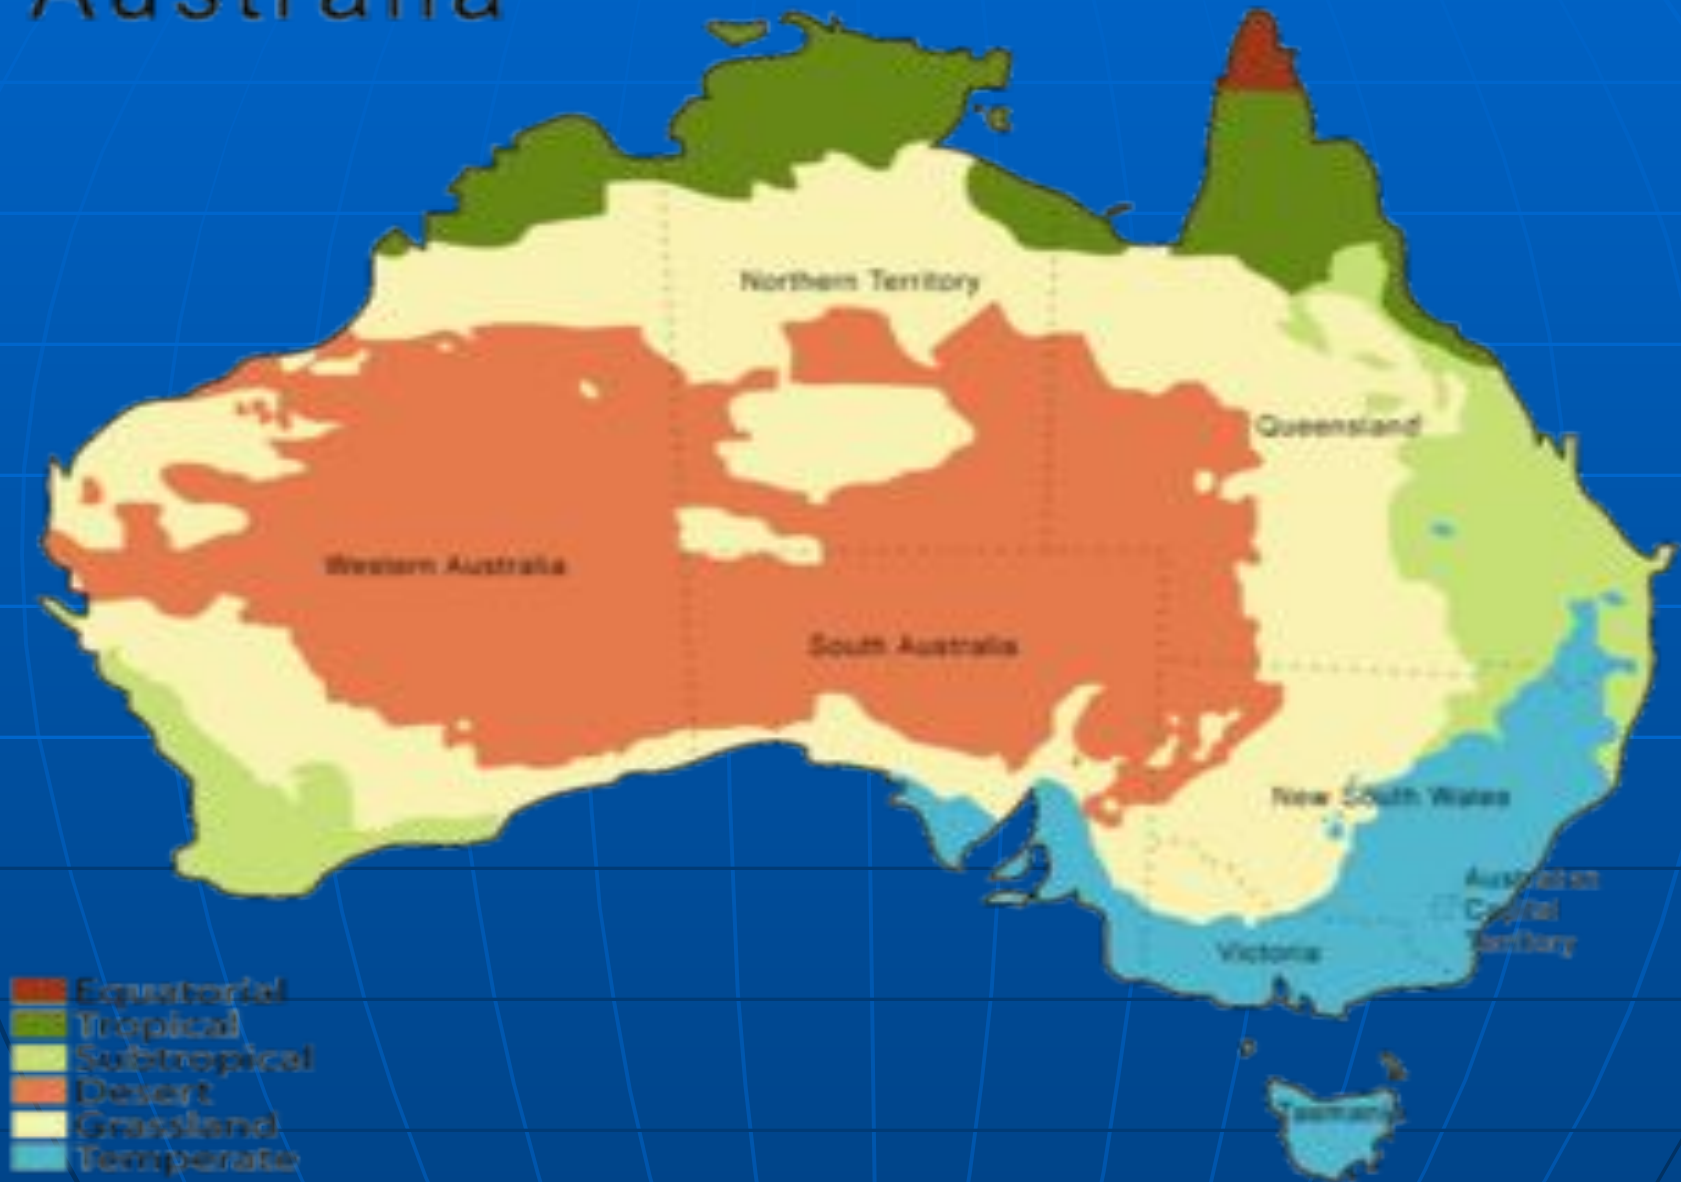 Australia
Northern Territory
Queensland
Western Australia
South Australia
New South Wales
Australian
Capital
Territory
Victoria
Equatorial
Tropical
Subtropical
Desert
Grassland
Temperate
Tasmania